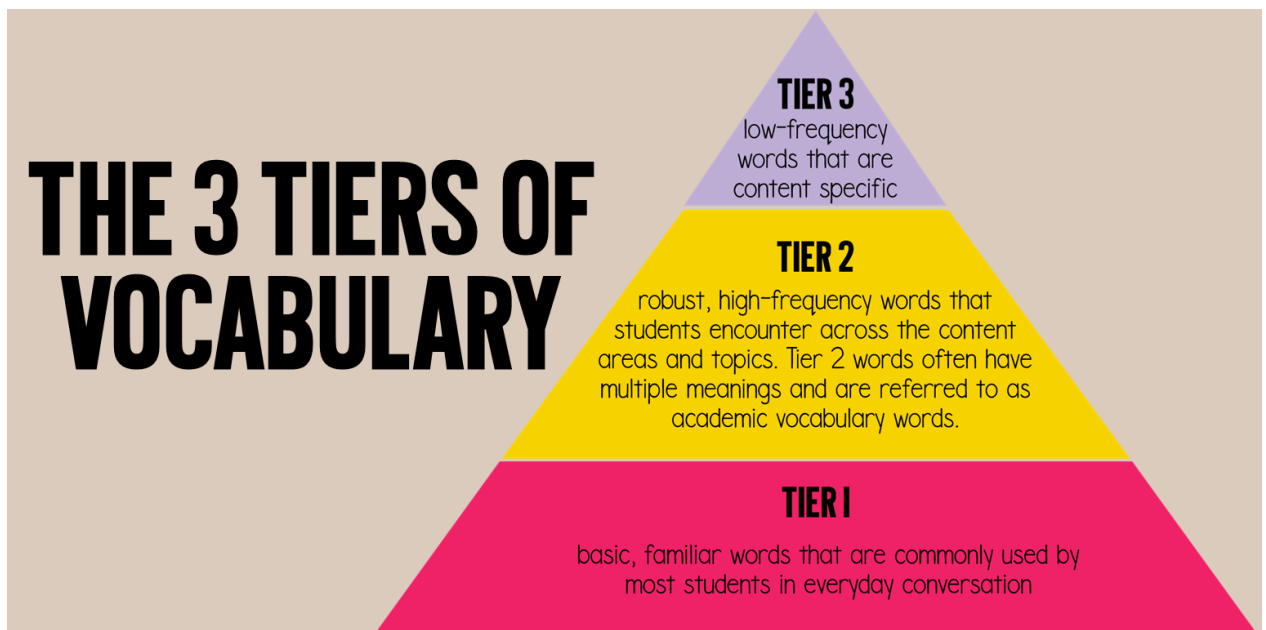 THE 3 TIERS OF
VOCABULARY
TIER 3
low-frequency
words that are
content specific
TIER 2
robust, high-frequency words that
students encounter across the content
areas and topics. Tier 2 words often have
multiple meanings and are referred to as
academic vocabulary words.
TIER 1
basic, familiar words that are commonly used by
most students in everyday conversation